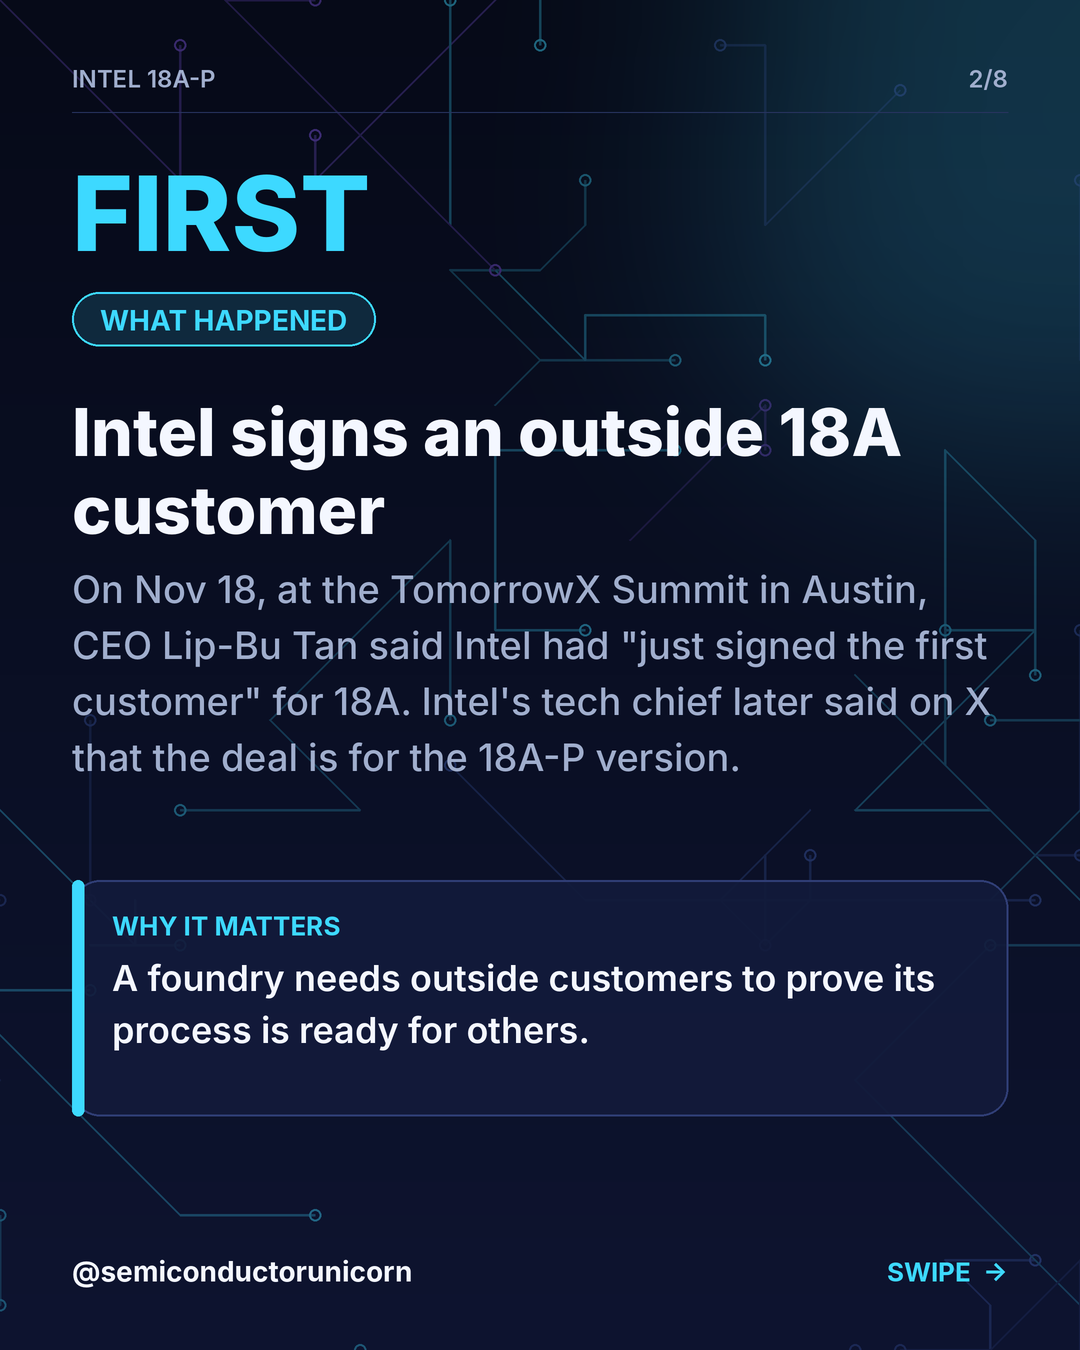 INTEL 18A-P
2/8
FIRST
WHAT HAPPENED
Intel signs an outside 18A
customer
On Nov 18, at the TomorrowX Summit in Austin,
CEO Lip-Bu Tan said Intel had "just signed the first
customer" for 18A. Intel's tech chief later said on X
that the deal is for the 18A-P version.
WHY IT MATTERS
A foundry needs outside customers to prove its
process is ready for others.
@semiconductorunicorn
SWIPE →